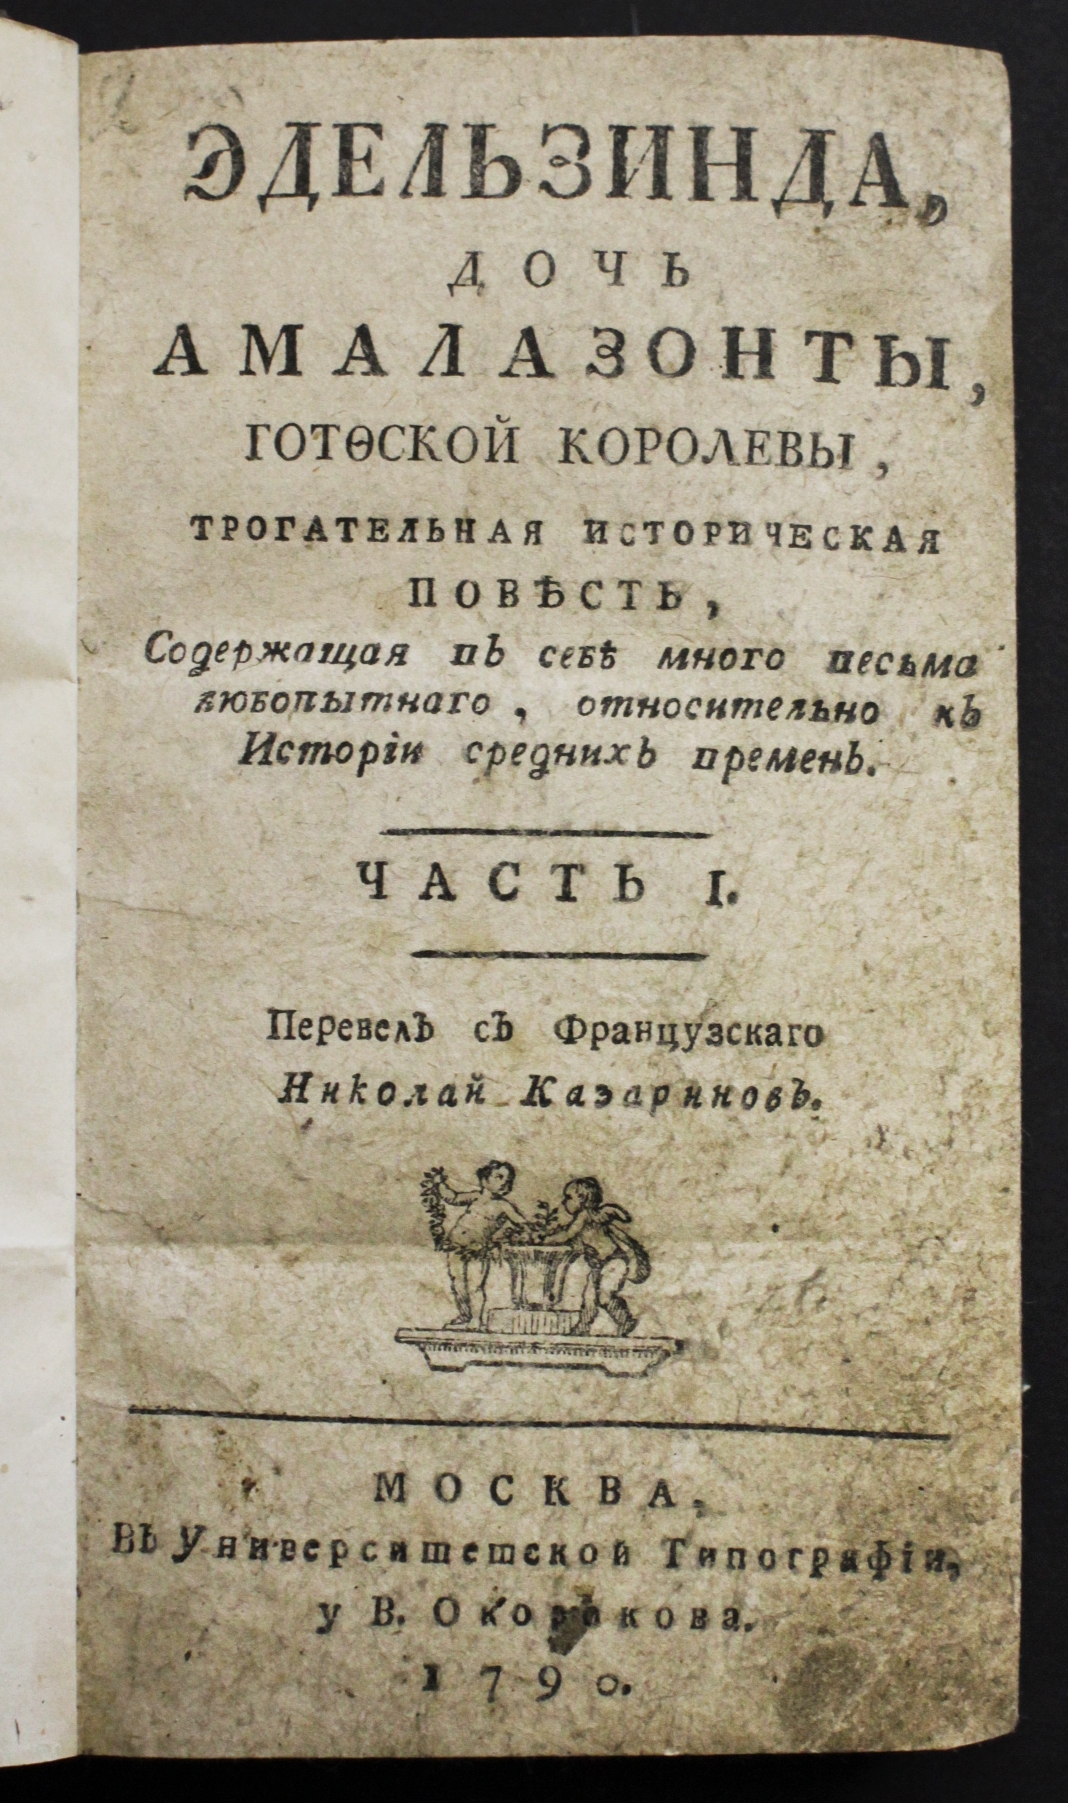 ЭДЕЛЬЗИНДА,
ДОЧЬ
АМАЛАЗОНТЫ,
ГОТѲСКОЙ КОРОЛЕВЫ,
ТРОГАТЕЛЬНАЯ ИСТОРИЧЕСКАЯ
ПОВѢСТЬ,
Содержащая въ себѣ много весьма
любопытнаго, относительно къ
Исторіи среднихъ временъ.
ЧАСТЬ I.
Перевелъ съ Французскаго
Николай Казариновъ.
МОСКВА,
Въ Университетской Типографіи,
у В. Окорокова.
1790.